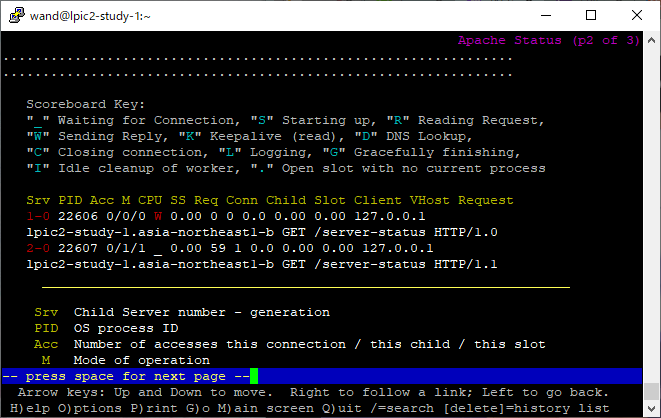 wand@lpic2-study-1:~
Apache Status (p2 of 3)
................................................................
................................................................
Scoreboard Key:
"_" Waiting for Connection, "S" Starting up, "R" Reading Request,
"W" Sending Reply, "K" Keepalive (read), "D" DNS Lookup,
"C" Closing connection, "L" Logging, "G" Gracefully finishing,
"I" Idle cleanup of worker, "." Open slot with no current process
Srv PID Acc M CPU SS Req Conn Child Slot Client VHost Request
1-0 22606 0/0/0 W 0.00 0 0 0.0 0.00 0.00 127.0.0.1
lpic2-study-1.asia-northeast1-b GET /server-status HTTP/1.0
2-0 22607 0/1/1 _ 0.00 59 1 0.0 0.00 0.00 127.0.0.1
lpic2-study-1.asia-northeast1-b GET /server-status HTTP/1.1
Srv Child Server number - generation
PID OS process ID
Acc Number of accesses this connection / this child / this slot
M Mode of operation
-- press space for next page --
Arrow keys: Up and Down to move. Right to follow a link; Left to go back.
H)elp O)ptions P)rint G)o M)ain screen Q)uit /=search [delete]=history list